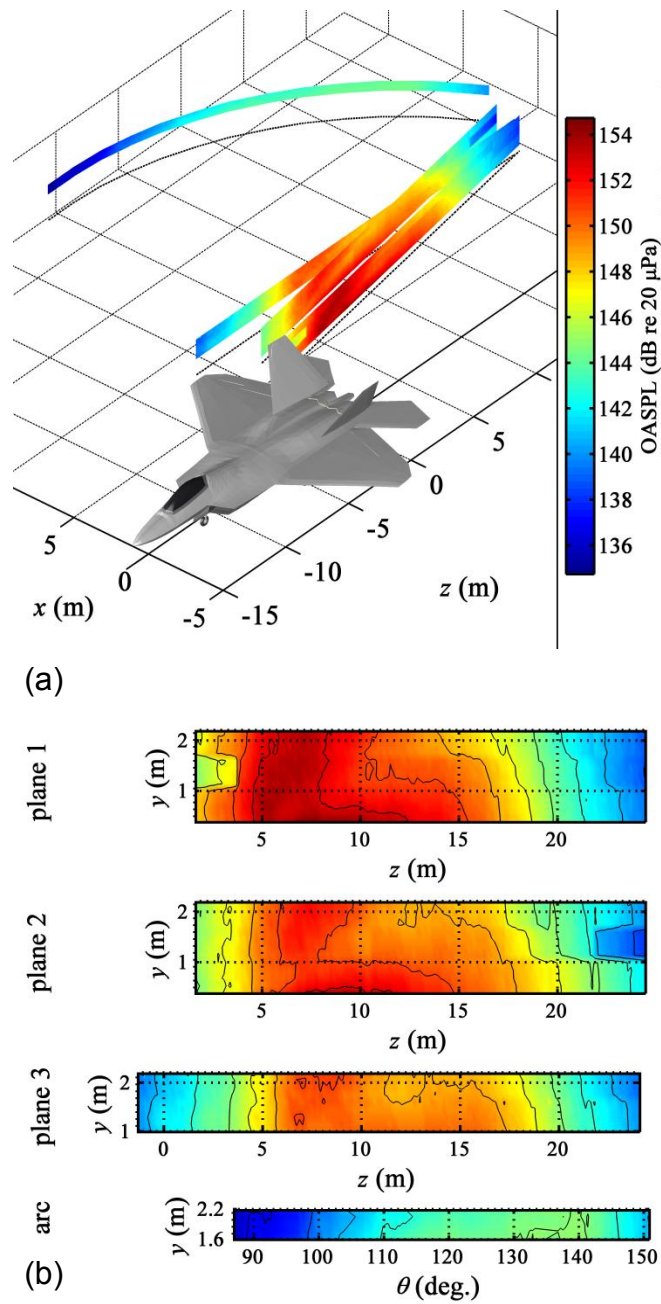 154
152
150
148
146
144
142
140
138
136
OASPL (dB re 20 μPa)
5
0
-5
x (m)
-15
-10
-5
0
5
z (m)
(a)
plane 1
y (m)
2
1
5 10 15 20
z (m)
plane 2
y (m)
2
1
5 10 15 20
z (m)
plane 3
y (m)
2
1
0 5 10 15 20
z (m)
arc
y (m)
2.2
1.6
90 100 110 120 130 140 150
θ (deg.)
(b)